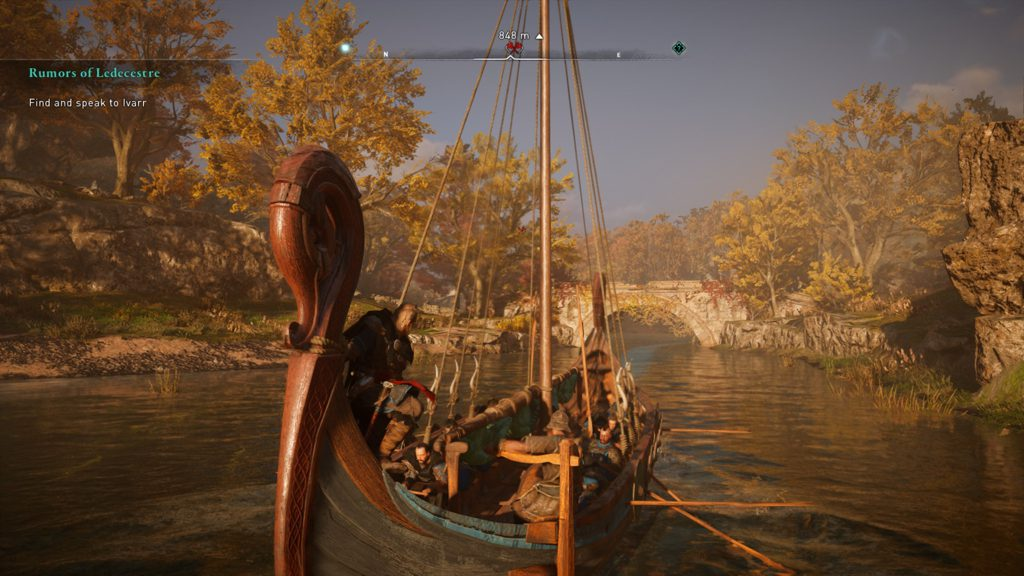 848 m
N
E
Rumors of Ledecestre
Find and speak to Ivarr